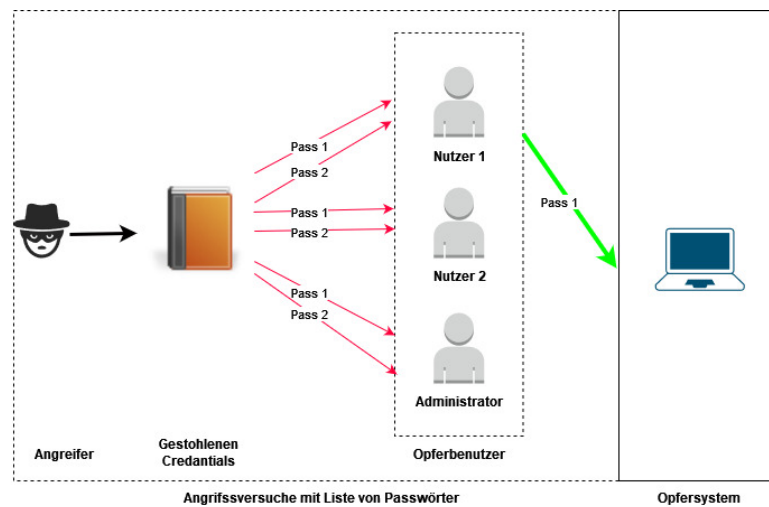 Pass 1
Nutzer 1
Pass 2
Pass 1
Pass 1
Pass 2
Nutzer 2
Pass 1
Pass 2
Administrator
Angreifer
Gestohlenen
Credantials
Opferbenutzer
Angrifssversuche mit Liste von Passwörter
Opfersystem